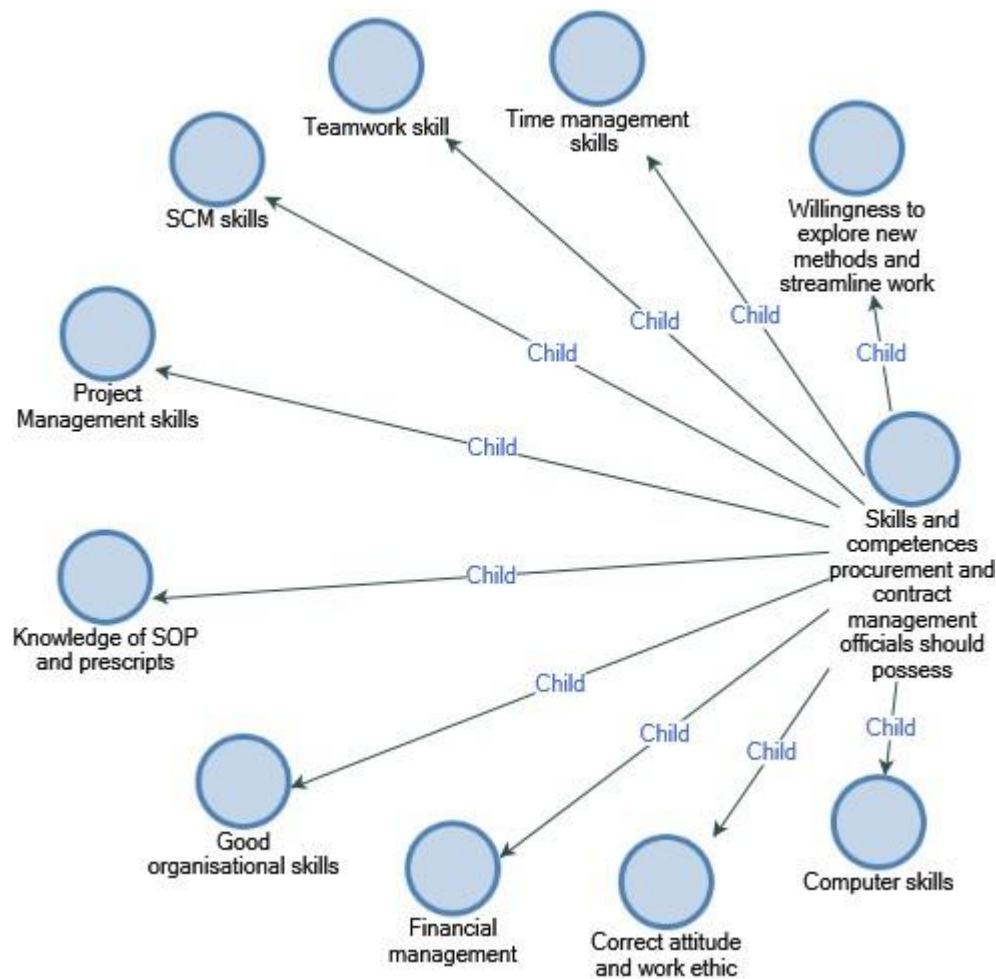 Teamwork skill
Time management
skills
SCM skills
Willingness to
explore new
methods and
streamline work
Child
Child
Child
Child
Project
Management skills
Child
Skills and
competences
procurement and
contract
management
officials should
possess
Child
Knowledge of SOP
and prescripts
Child
Child
Child
Child
Good
organisational skills
Financial
management
Correct attitude
and work ethic
Computer skills